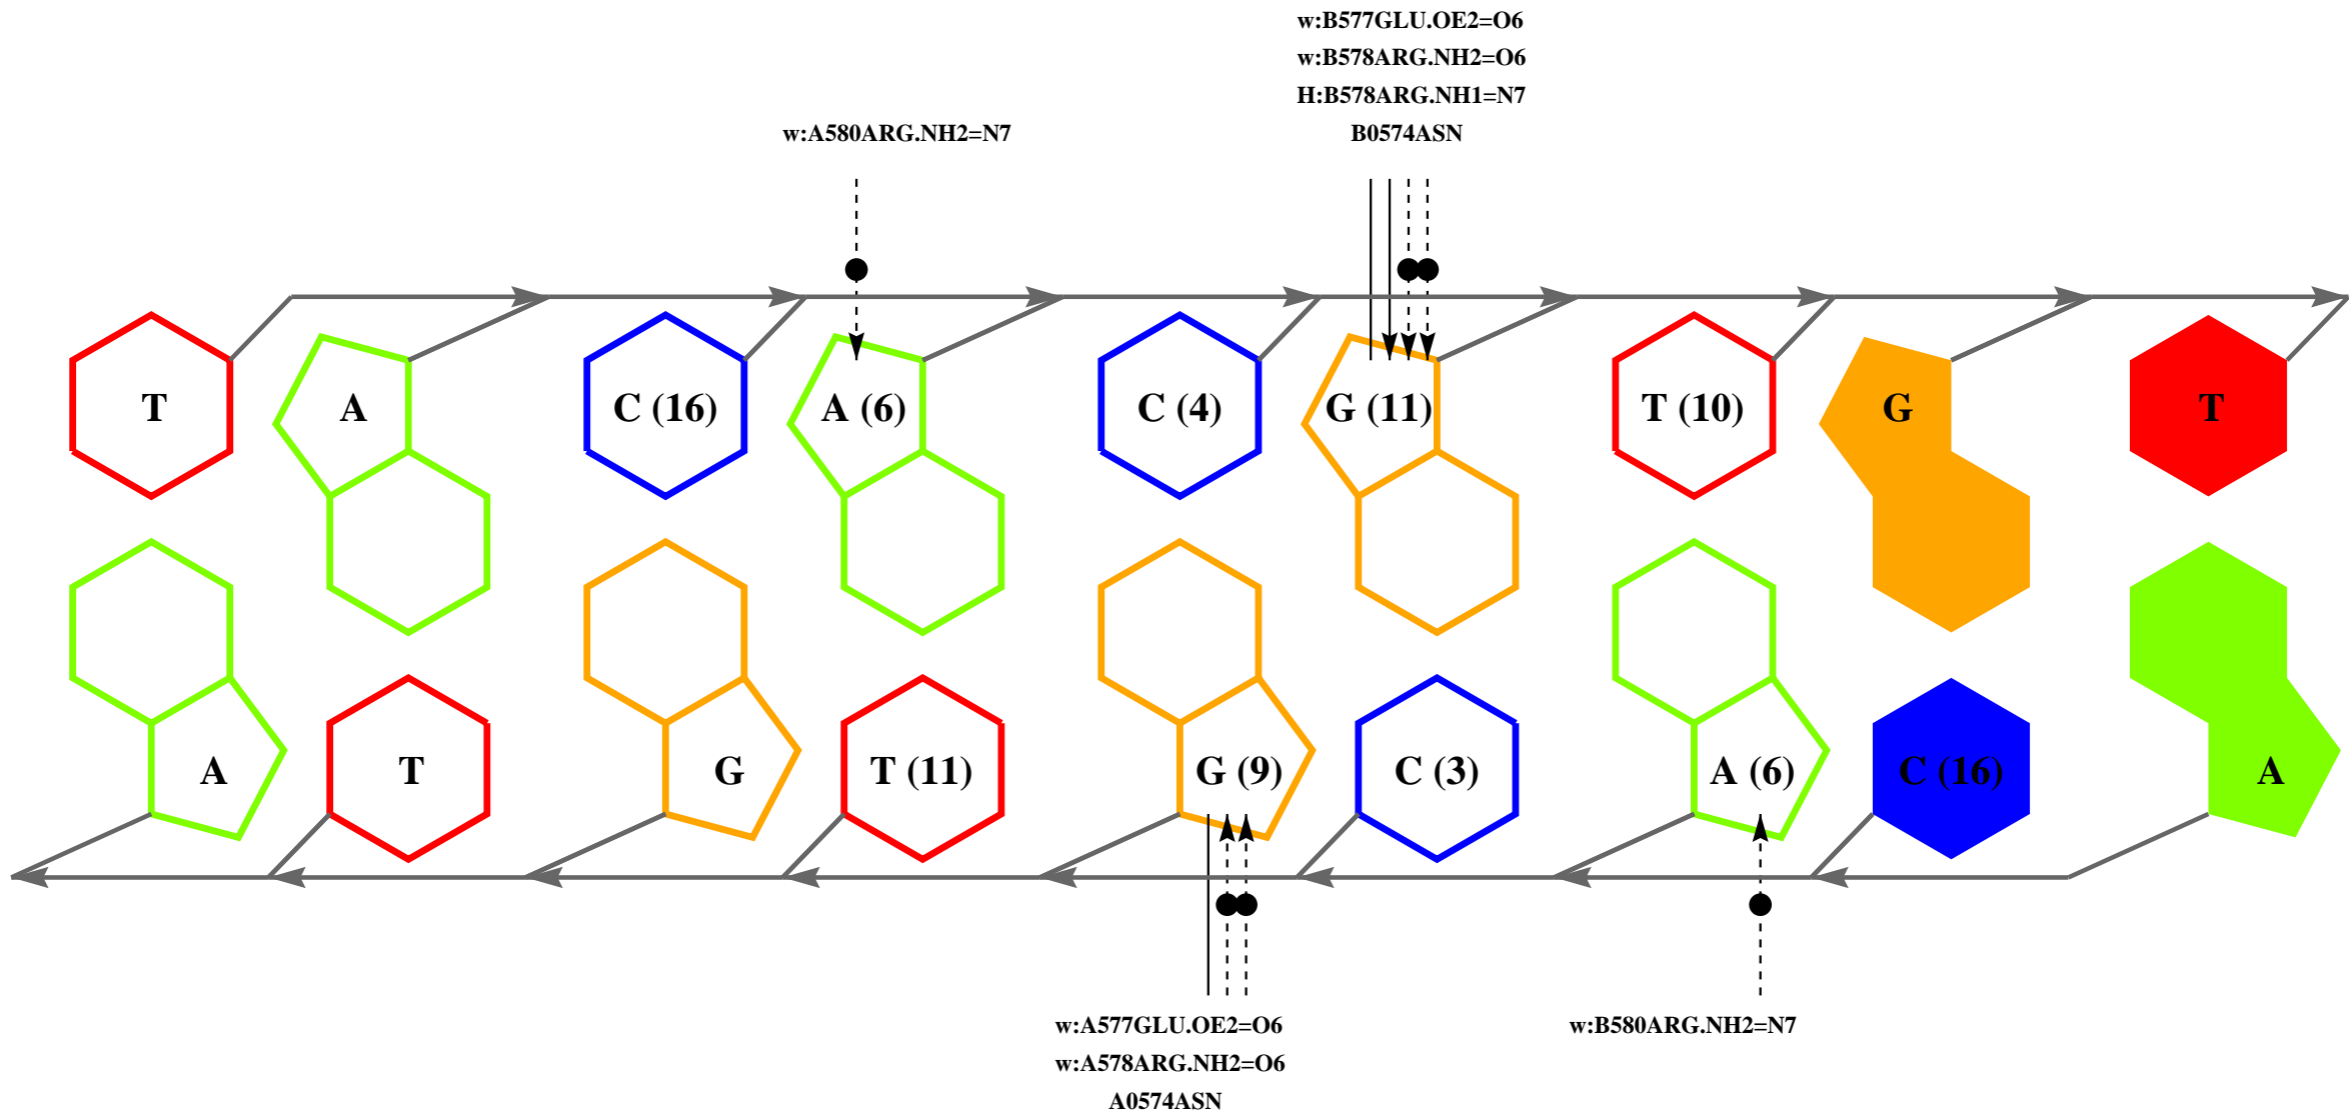 w:B577GLU.OE2=O6
w:B578ARG.NH2=O6
H:B578ARG.NH1=N7
w:A580ARG.NH2=N7 B0574ASN
T A C (16) A (6) C (4) G (11) T (10) G T
A T G T (11) G (9) C (3) A (6) C (16) A
w:A577GLU.OE2=O6 w:B580ARG.NH2=N7
w:A578ARG.NH2=O6
A0574ASN